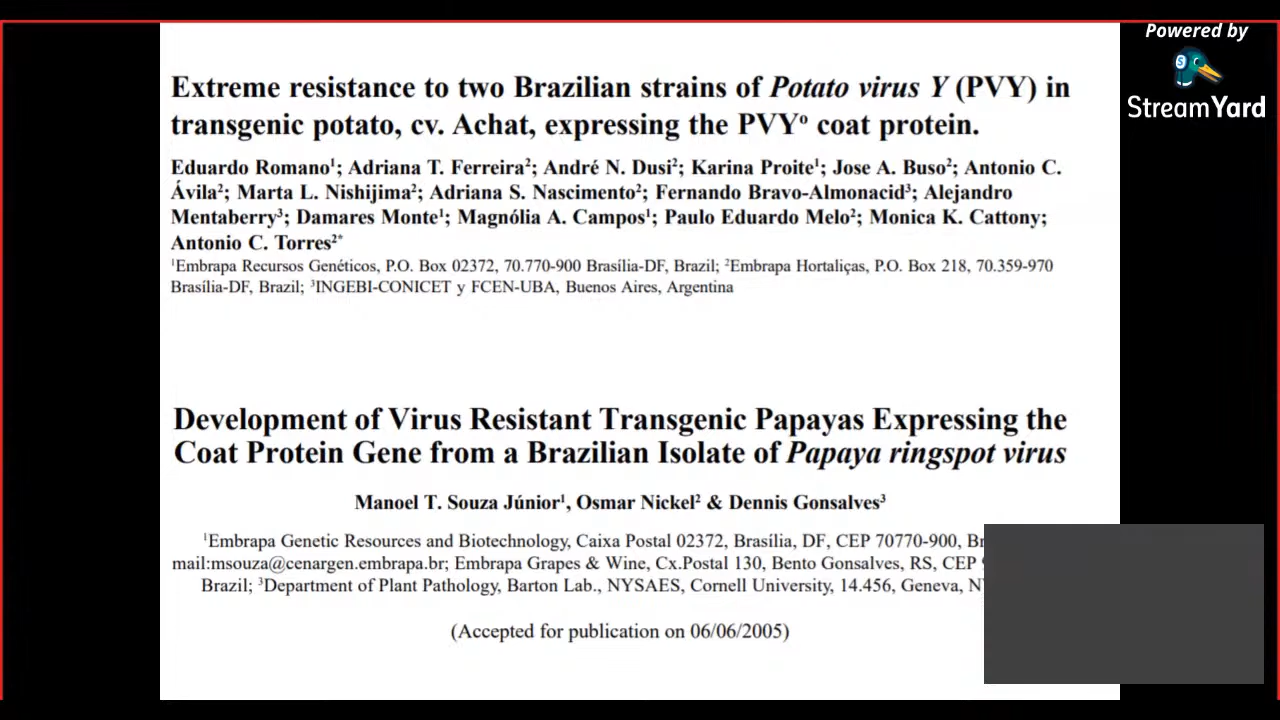 Powered by
StreamYard
Extreme resistance to two Brazilian strains of Potato virus Y (PVY) in
transgenic potato, cv. Achat, expressing the PVYº coat protein.
Eduardo Romano¹; Adriana T. Ferreira²; André N. Dusi²; Karina Proite¹; Jose A. Buso²; Antonio C.
Ávila²; Marta L. Nishijima²; Adriana S. Nascimento²; Fernando Bravo-Almonacid³; Alejandro
Mentaberry³; Damares Monte¹; Magnólia A. Campos¹; Paulo Eduardo Melo²; Monica K. Cattony;
Antonio C. Torres²*
¹Embrapa Recursos Genéticos, P.O. Box 02372, 70.770-900 Brasília-DF, Brazil; ²Embrapa Hortaliças, P.O. Box 218, 70.359-970
Brasília-DF, Brazil; ³INGEBI-CONICET y FCEN-UBA, Buenos Aires, Argentina
Development of Virus Resistant Transgenic Papayas Expressing the
Coat Protein Gene from a Brazilian Isolate of Papaya ringspot virus
Manoel T. Souza Júnior¹, Osmar Nickel² & Dennis Gonsalves³
¹Embrapa Genetic Resources and Biotechnology, Caixa Postal 02372, Brasília, DF, CEP 70770-900,
mail:msouza@cenargen.embrapa.br; Embrapa Grapes & Wine, Cx.Postal 130, Bento Gonsalves, RS, CEP
Brazil; ³Department of Plant Pathology, Barton Lab., NYSAES, Cornell University, 14.456, Geneva,
(Accepted for publication on 06/06/2005)